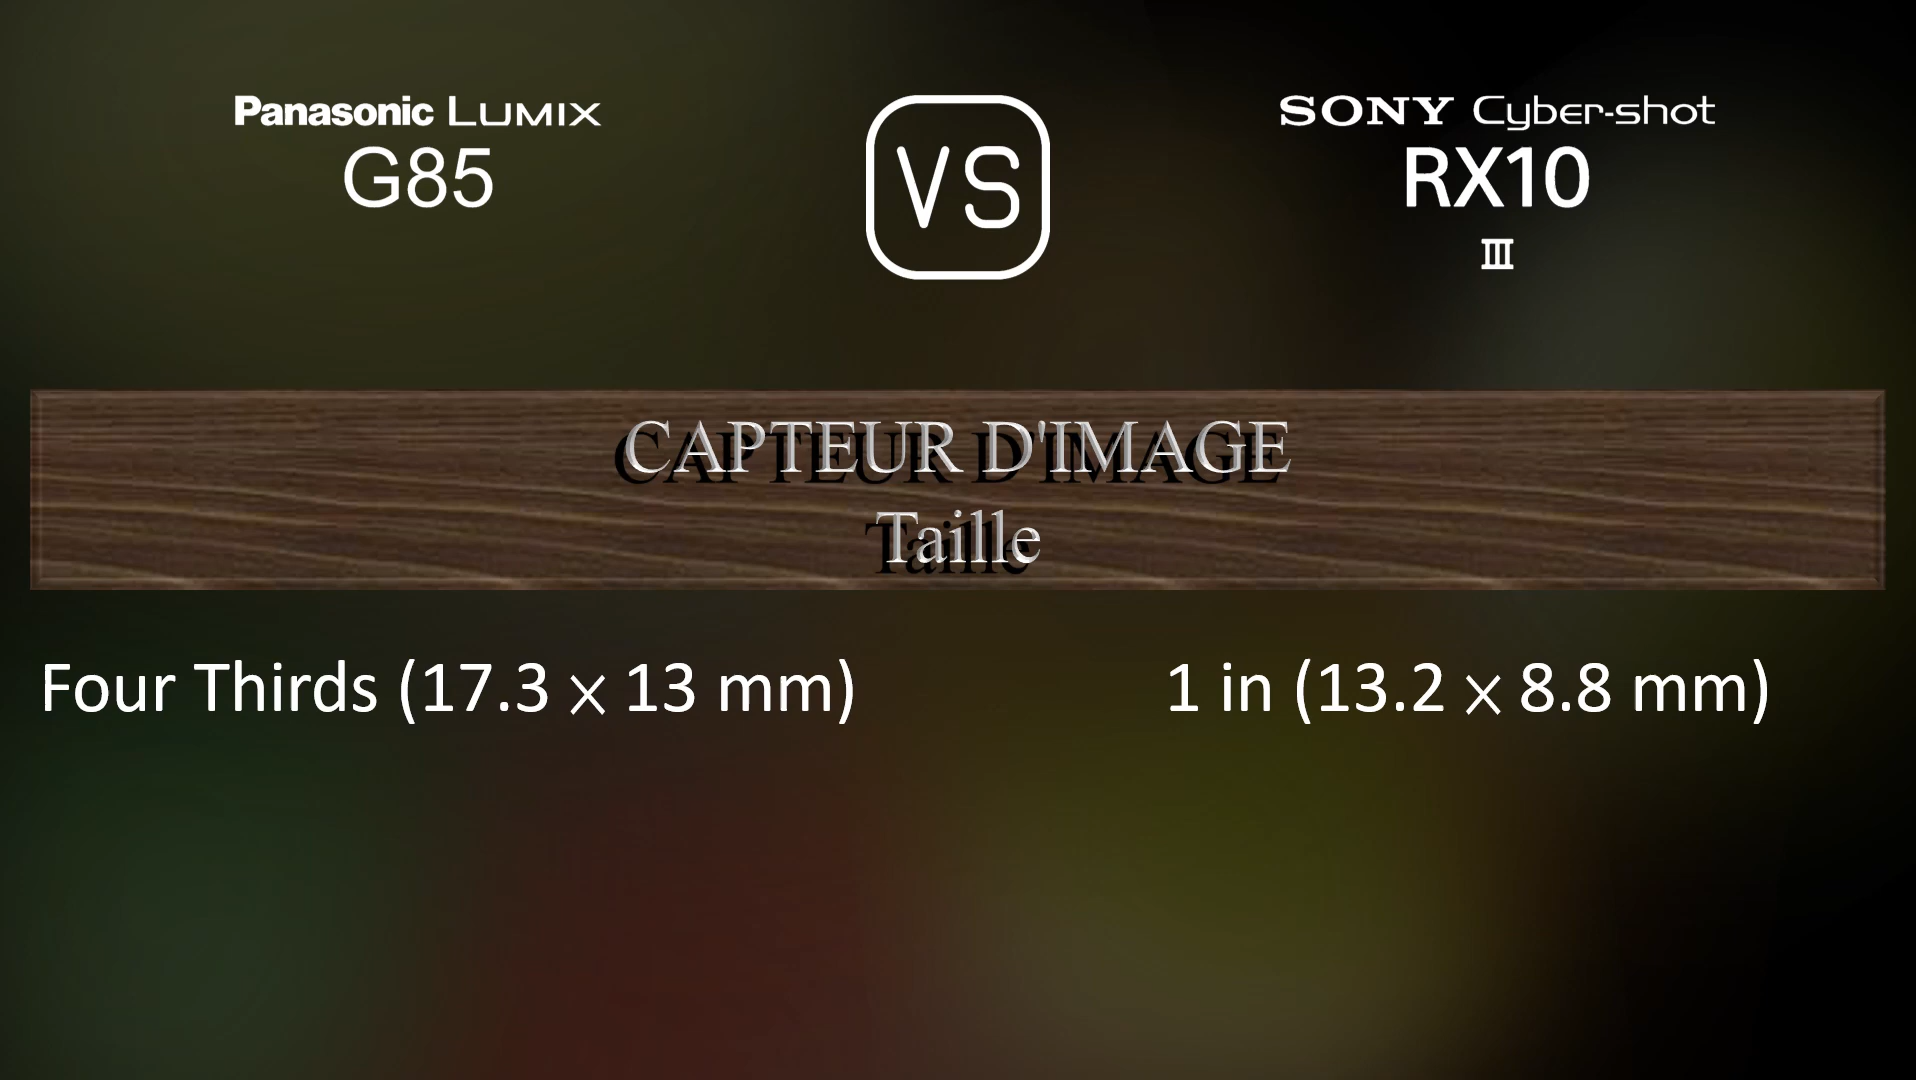 Panasonic LUMIX
G85
VS
SONY Cyber-shot
RX10
III
CAPTEUR D'IMAGE
Taille
Four Thirds (17.3 x 13 mm)
1 in (13.2 x 8.8 mm)